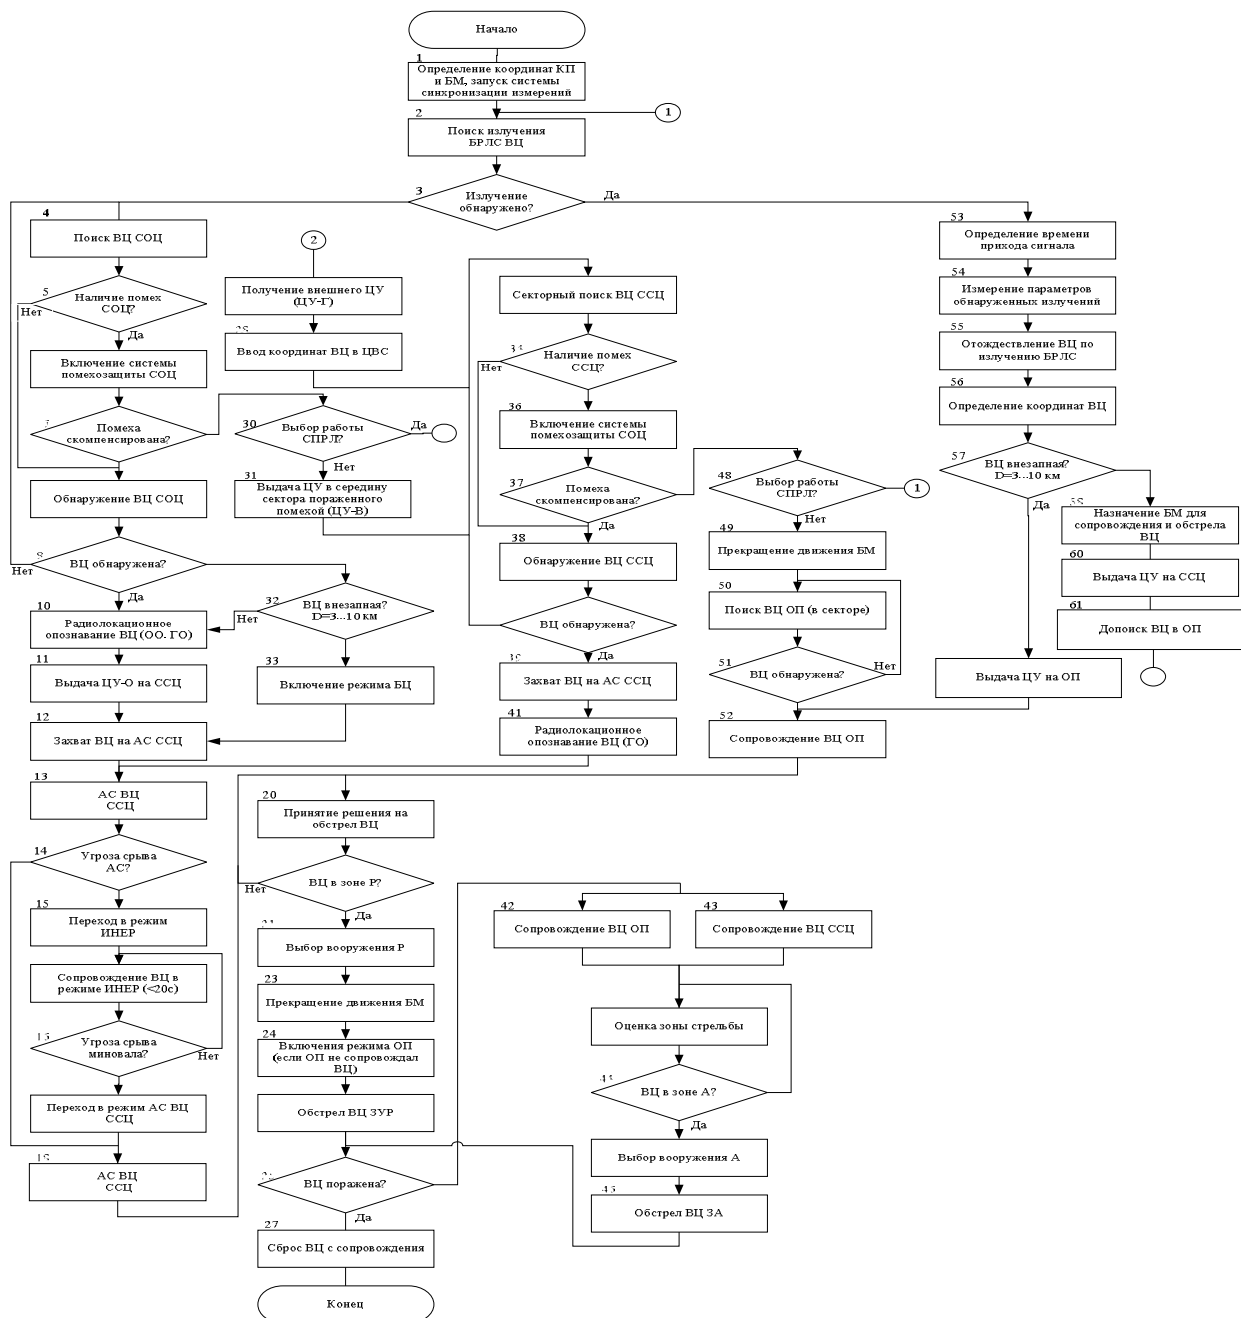 Начало
1
Определение координат КП
и БМ, запуск системы
синхронизации измерений
1
2
Поиск излучения
БРЛС ВЦ
3
Излучение
обнаружено?
Да
4
Поиск ВЦ СОЦ
5
Наличие помех
СОЦ?
Нет
Да
Включение системы
помехозащиты СОЦ
Помеха
скомпенсирована?
Обнаружение ВЦ СОЦ
ВЦ обнаружена?
Нет
Да
10
Радиолокационное
опознавание ВЦ (ОО. ГО)
11
Выдача ЦУ-О на ССЦ
12
Захват ВЦ на АС ССЦ
13
АС ВЦ
ССЦ
14
Угроза срыва
АС?
15
Переход в режим
ИНЕР
Сопровождение ВЦ в
режиме ИНЕР (<20с)
Угроза срыва
миновала?
Нет
Переход в режим АС ВЦ
ССЦ
АС ВЦ
ССЦ
2
Получение внешнего ЦУ
(ЦУ-Г)
Ввод координат ВЦ в ЦВС
30
Выбор работы
СПРЛ?
Да
Нет
31
Выдача ЦУ в середину
сектора пораженного
помехой (ЦУ-В)
32
ВЦ внезапная?
D=3...10 км
Нет
33
Включение режима БЦ
20
Принятие решения на
обстрел ВЦ
ВЦ в зоне Р?
Нет
Да
Выбор вооружения Р
23
Прекращение движения БМ
24
Включения режима ОП
(если ОП не сопровождал
ВЦ)
Обстрел ВЦ ЗУР
ВЦ поражена?
Да
27
Сброс ВЦ с сопровождения
Конец
Секторный поиск ВЦ ССЦ
Наличие помех
ССЦ?
Нет
36
Включение системы
помехозащиты СОЦ
37
Помеха
скомпенсирована?
Да
38
Обнаружение ВЦ ССЦ
ВЦ обнаружена?
Да
Захват ВЦ на АС ССЦ
41
Радиолокационное
опознавание ВЦ (ГО)
42
Сопровождение ВЦ ОП
43
Сопровождение ВЦ ССЦ
Оценка зоны стрельбы
ВЦ в зоне А?
Да
Выбор вооружения А
Обстрел ВЦ ЗА
48
Выбор работы
СПРЛ?
1
Нет
49
Прекращение движения БМ
50
Поиск ВЦ ОП (в секторе)
51
ВЦ обнаружена?
Нет
52
Сопровождение ВЦ ОП
53
Определение времени
прихода сигнала
54
Измерение параметров
обнаруженных излучений
55
Отождествление ВЦ по
излучению БРЛС
56
Определение координат ВЦ
57
ВЦ внезапная?
D=3...10 км
Да
Назначение БМ для
сопровождения и обстрела
ВЦ
60
Выдача ЦУ на ССЦ
61
Допоиск ВЦ в ОП
Выдача ЦУ на ОП